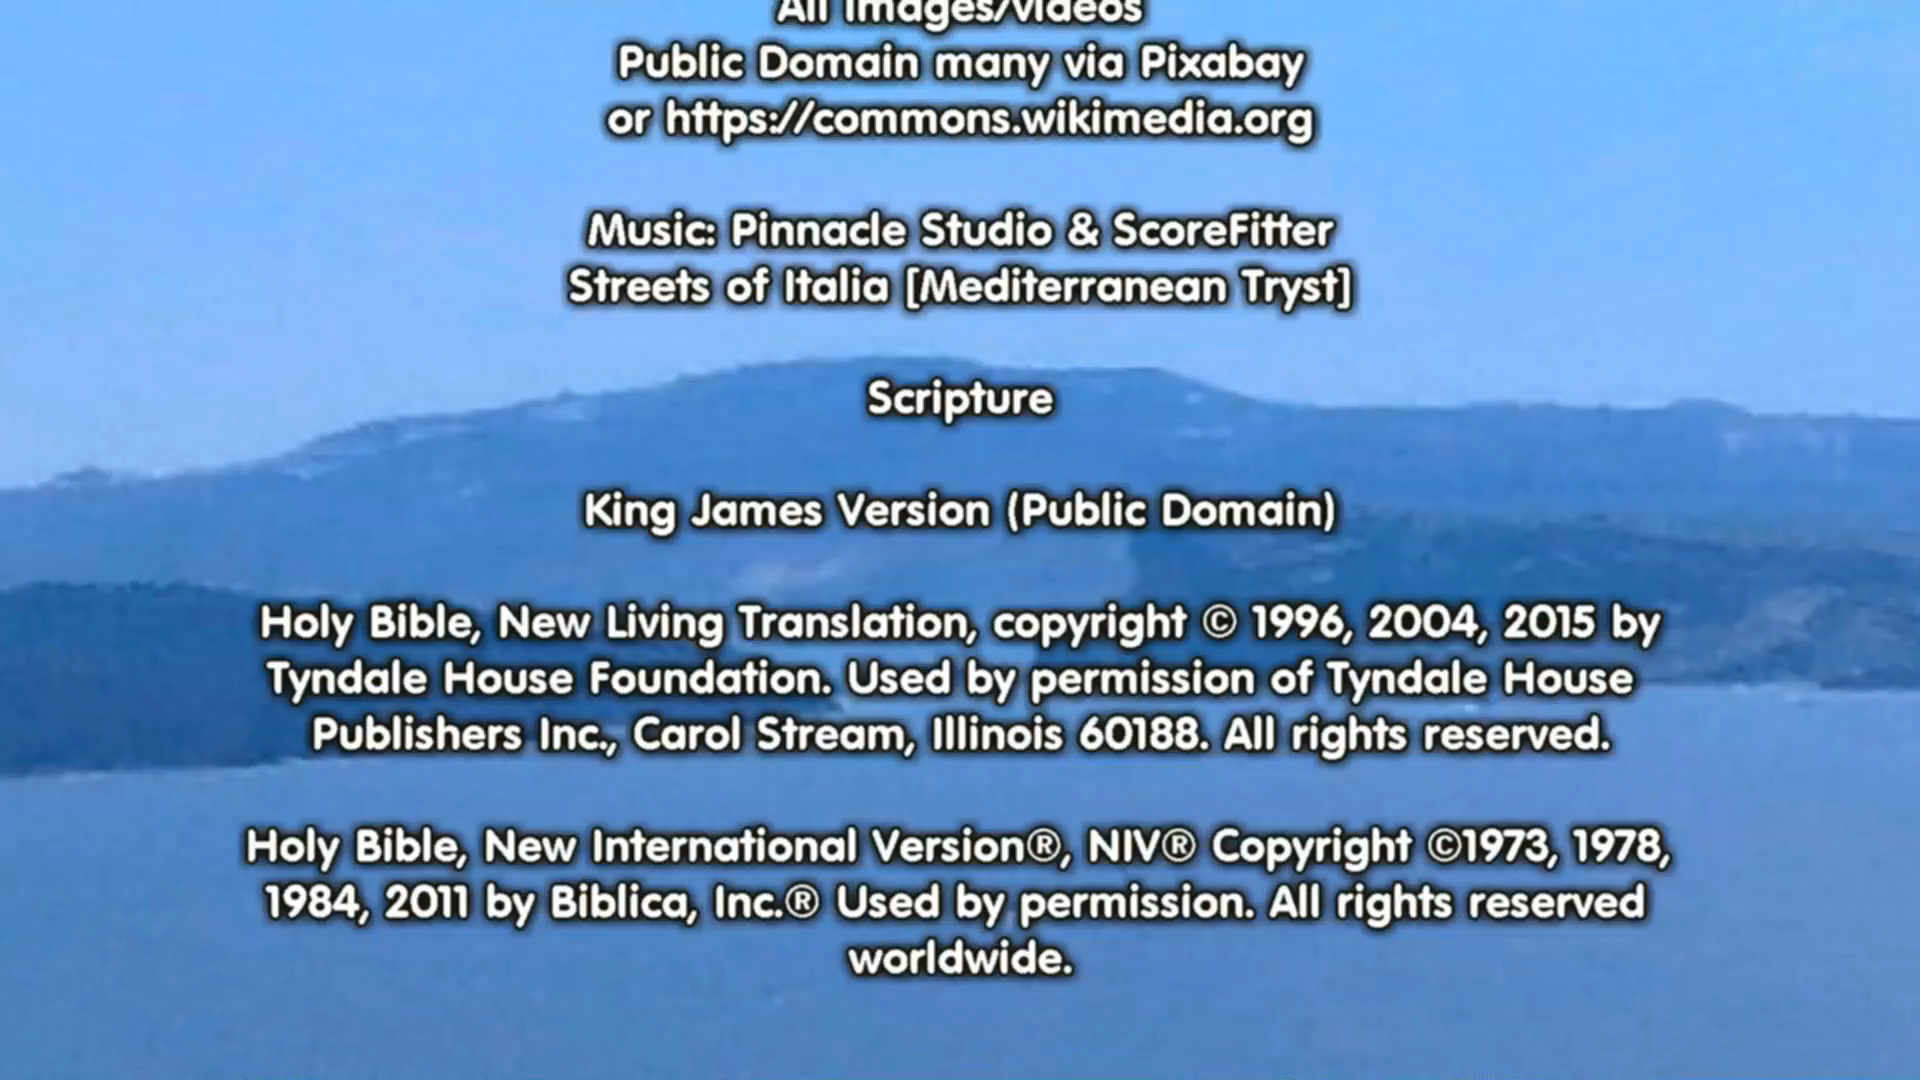 All Images/Videos
Public Domain many via Pixabay
or https://commons.wikimedia.org
Music: Pinnacle Studio & ScoreFitter
Streets of Italia [Mediterranean Tryst]
Scripture
King James Version (Public Domain)
Holy Bible, New Living Translation, copyright © 1996, 2004, 2015 by
Tyndale House Foundation. Used by permission of Tyndale House
Publishers Inc., Carol Stream, Illinois 60188. All rights reserved.
Holy Bible, New International Version®, NIV® Copyright ©1973, 1978,
1984, 2011 by Biblica, Inc.® Used by permission. All rights reserved
worldwide.